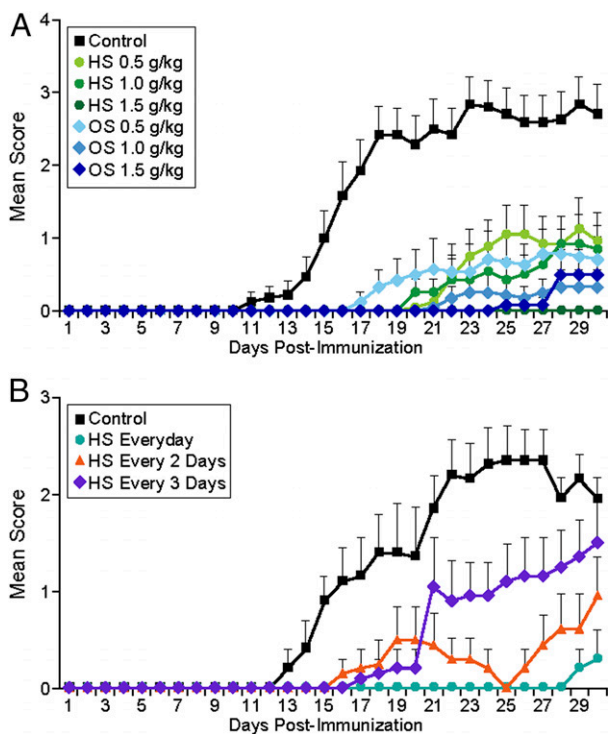 A
Control
HS 0.5 g/kg
HS 1.0 g/kg
HS 1.5 g/kg
OS 0.5 g/kg
OS 1.0 g/kg
OS 1.5 g/kg
Mean Score
4
3
2
1
0
1 3 5 7 9 11 13 15 17 19 21 23 25 27 29
Days Post-Immunization
B
Control
HS Everyday
HS Every 2 Days
HS Every 3 Days
Mean Score
3
2
1
0
1 3 5 7 9 11 13 15 17 19 21 23 25 27 29
Days Post-Immunization